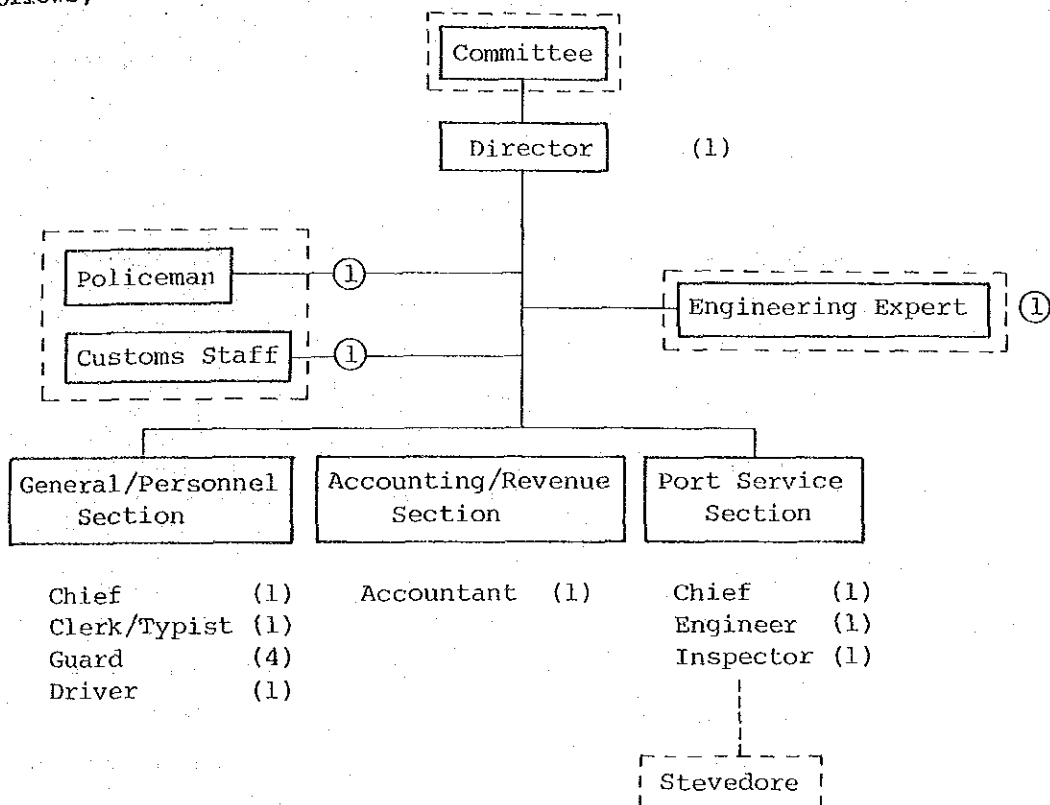 Committee
Director (1)
Policeman 1
Engineering Expert 1
Customs Staff 1
General/Personnel
Section
Accounting/Revenue
Section
Port Service
Section
Chief (1)
Clerk/Typist (1)
Guard (4)
Driver (1)
Accountant (1)
Chief (1)
Engineer (1)
Inspector (1)
Stevedore